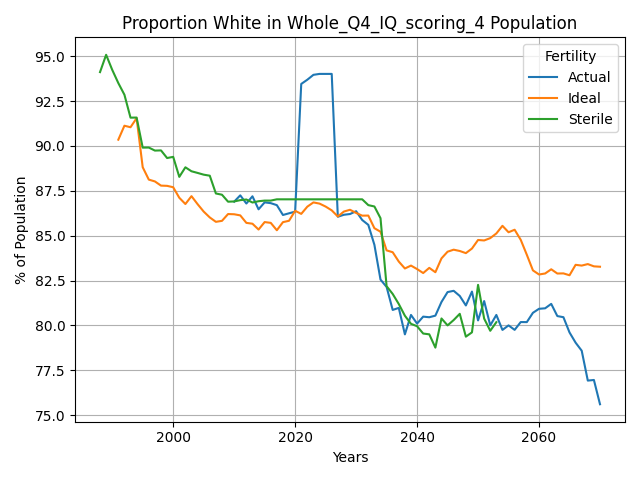 Proportion White in Whole_Q4_IQ_scoring_4 Population
Fertility
Actual
Ideal
Sterile
95.0
92.5
90.0
87.5
85.0
82.5
80.0
77.5
75.0
% of Population
2000
2020
2040
2060
Years